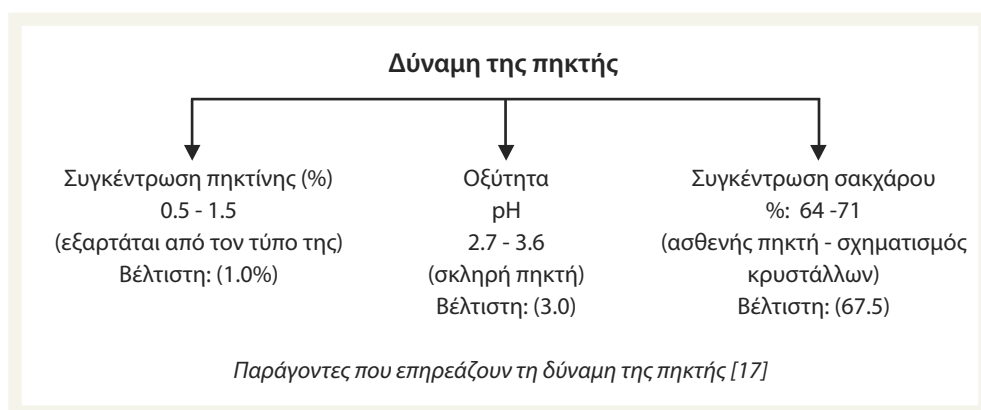 Δύναμη της πηκτής
Συγκέντρωση πηκτίνης (%)
0.5 - 1.5
(εξαρτάται από τον τύπο της)
Βέλτιστη: (1.0%)
Οξύτητα
pH
2.7 - 3.6
(σκληρή πηκτή)
Βέλτιστη: (3.0)
Συγκέντρωση σακχάρου
%: 64 -71
(ασθενής πηκτή - σχηματισμός
κρυστάλλων)
Βέλτιστη: (67.5)
Παράγοντες που επηρεάζουν τη δύναμη της πηκτής [17]